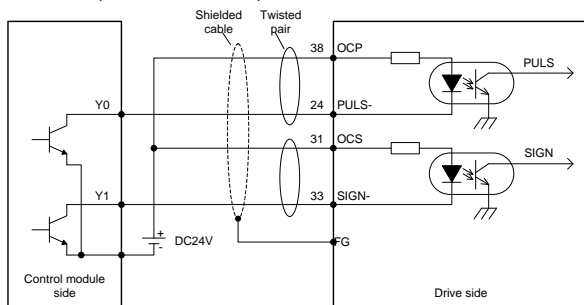 Shielded
cable
Twisted
pair
38 OCP
PULS
Y0
24 PULS-
31 OCS
SIGN
Y1
33 SIGN-
+
-
DC24V
FG
Control module
side
Drive side